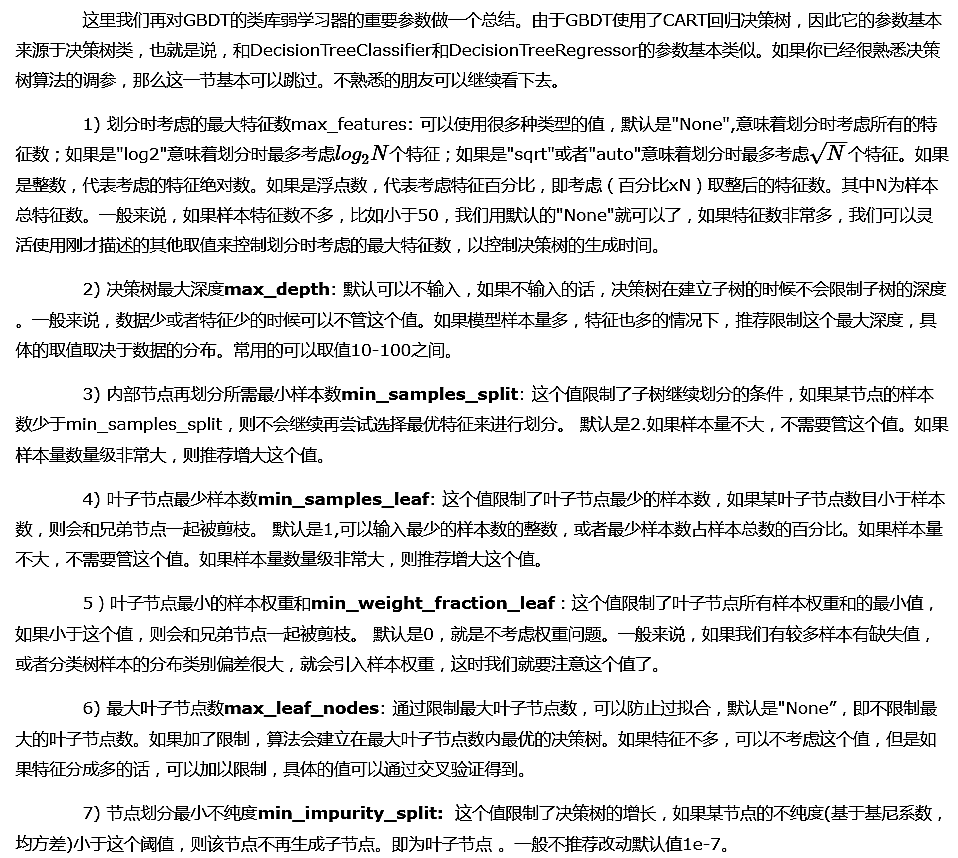 这里我们再对GBDT的类库弱学习器的重要参数做一个总结。由于GBDT使用了CART回归决策树，因此它的参数基本
来源于决策树类，也就是说，和DecisionTreeClassifier和DecisionTreeRegressor的参数基本类似。如果你已经很熟悉决策
树算法的调参，那么这一节基本可以跳过。不熟悉的朋友可以继续看下去。
1) 划分时考虑的最大特征数max_features: 可以使用很多种类型的值，默认是"None",意味着划分时考虑所有的特
征数；如果是"log2"意味着划分时最多考虑log₂N个特征；如果是"sqrt"或者"auto"意味着划分时最多考虑√N个特征。如果
是整数，代表考虑的特征绝对数。如果是浮点数，代表考虑特征百分比，即考虑（百分比xN）取整后的特征数。其中N为样本
总特征数。一般来说，如果样本特征数不多，比如小于50，我们用默认的"None"就可以了，如果特征数非常多，我们可以灵
活使用刚才描述的其他取值来控制划分时考虑的最大特征数，以控制决策树的生成时间。
2) 决策树最大深度max_depth: 默认可以不输入，如果不输入的话，决策树在建立子树的时候不会限制子树的深度
。一般来说，数据少或者特征少的时候可以不管这个值。如果模型样本量多，特征也多的情况下，推荐限制这个最大深度，具
体的取值取决于数据的分布。常用的可以取值10-100之间。
3) 内部节点再划分所需最小样本数min_samples_split: 这个值限制了子树继续划分的条件，如果某节点的样本
数少于min_samples_split，则不会继续再尝试选择最优特征来进行划分。 默认是2.如果样本量不大，不需要管这个值。如果
样本量数量级非常大，则推荐增大这个值。
4) 叶子节点最少样本数min_samples_leaf: 这个值限制了叶子节点最少的样本数，如果某叶子节点数目小于样本
数，则会和兄弟节点一起被剪枝。 默认是1,可以输入最少的样本数的整数，或者最少样本数占样本总数的百分比。如果样本量
不大，不需要管这个值。如果样本量数量级非常大，则推荐增大这个值。
5）叶子节点最小的样本权重和min_weight_fraction_leaf：这个值限制了叶子节点所有样本权重和的最小值，
如果小于这个值，则会和兄弟节点一起被剪枝。 默认是0，就是不考虑权重问题。一般来说，如果我们有较多样本有缺失值，
或者分类树样本的分布类别偏差很大，就会引入样本权重，这时我们就要注意这个值了。
6) 最大叶子节点数max_leaf_nodes: 通过限制最大叶子节点数，可以防止过拟合，默认是"None”，即不限制最
大的叶子节点数。如果加了限制，算法会建立在最大叶子节点数内最优的决策树。如果特征不多，可以不考虑这个值，但是如
果特征分成多的话，可以加以限制，具体的值可以通过交叉验证得到。
7) 节点划分最小不纯度min_impurity_split: 这个值限制了决策树的增长，如果某节点的不纯度(基于基尼系数，
均方差)小于这个阈值，则该节点不再生成子节点。即为叶子节点 。一般不推荐改动默认值1e-7。